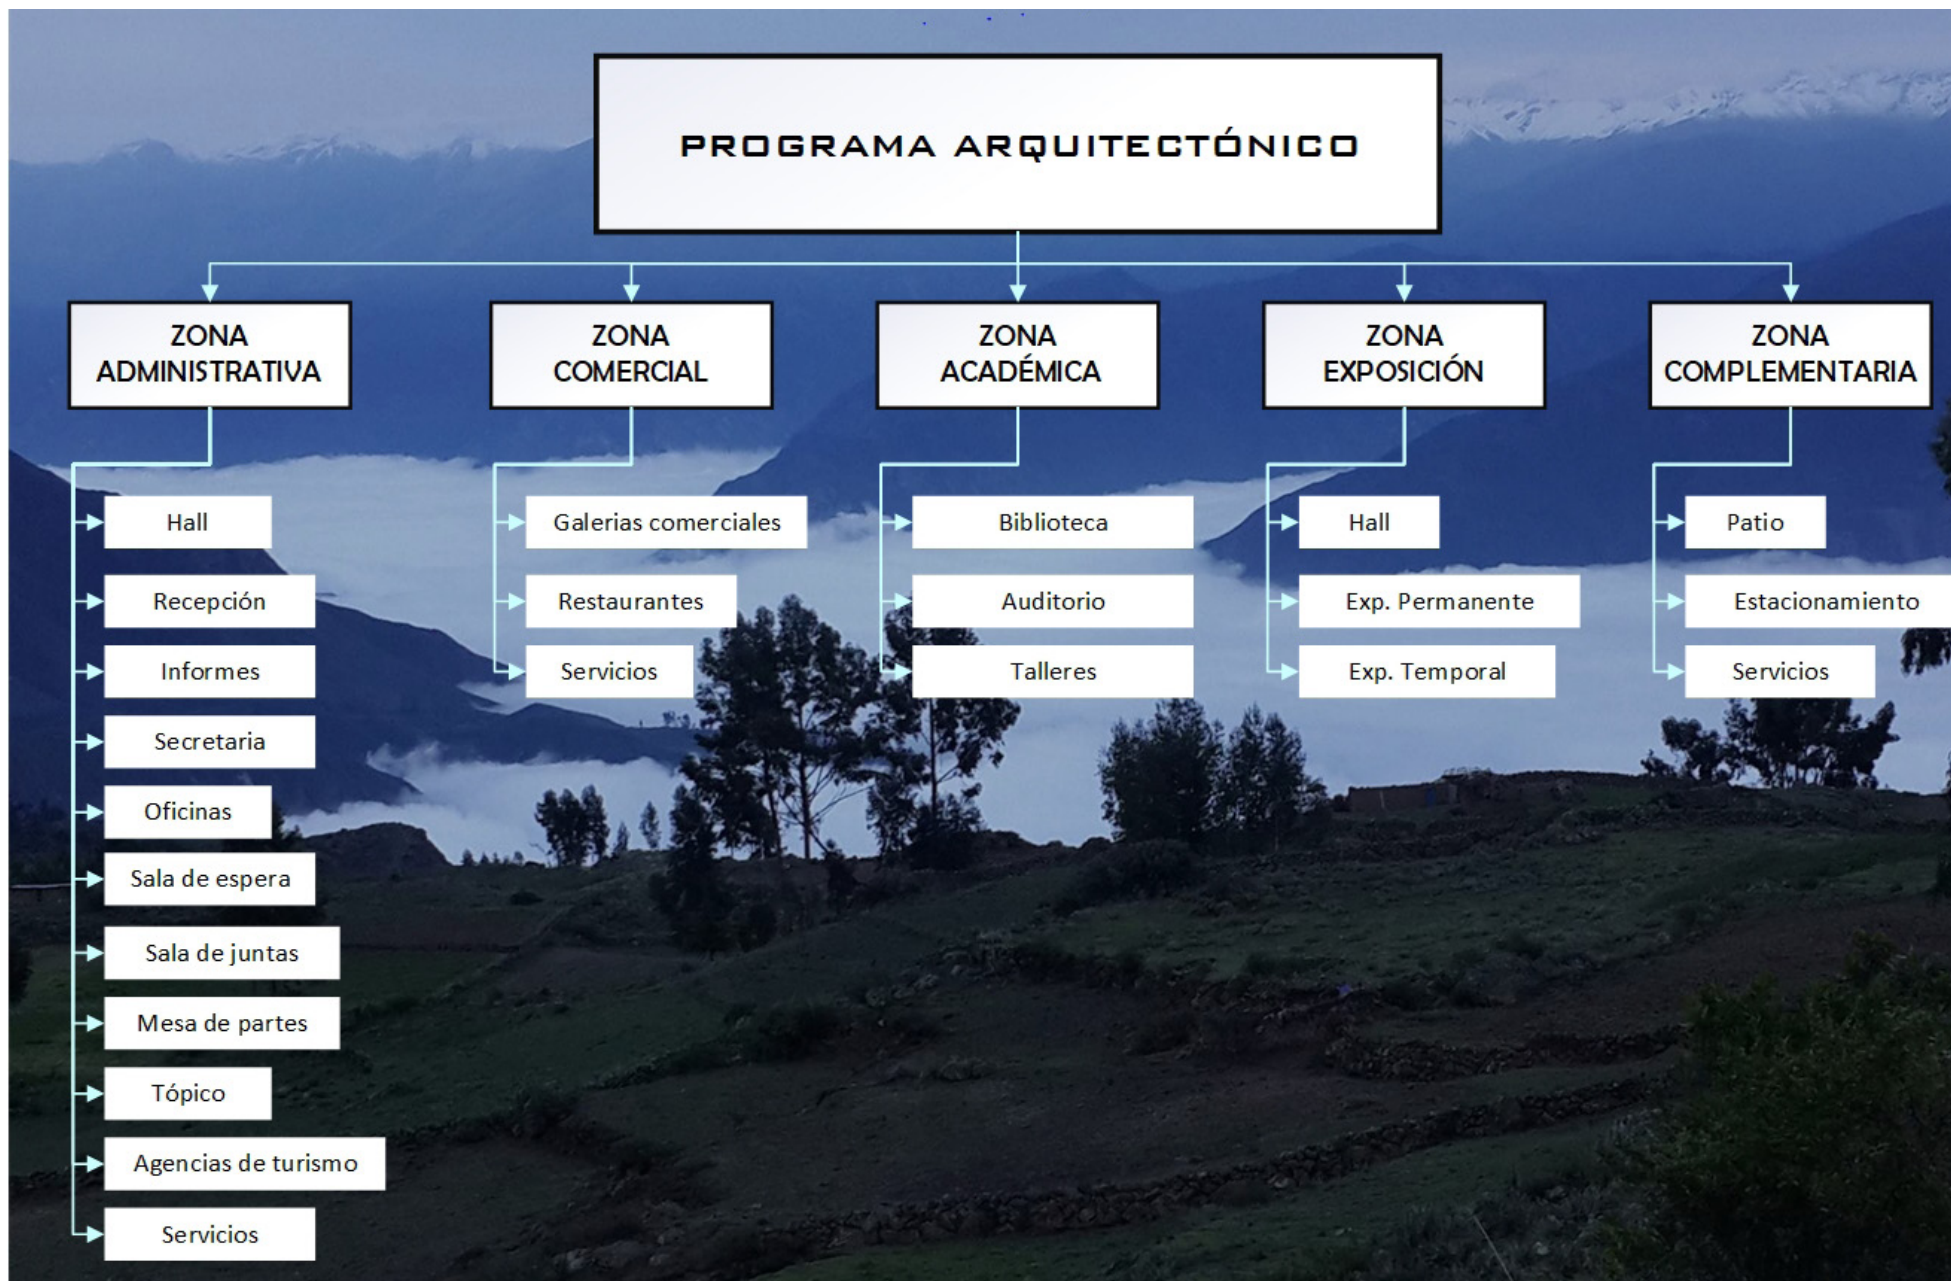 PROGRAMA ARQUITECTÓNICO
ZONA
ADMINISTRATIVA
Hall
Recepción
Informes
Secretaria
Oficinas
Sala de espera
Sala de juntas
Mesa de partes
Tópico
Agencias de turismo
Servicios
ZONA
COMERCIAL
Galerias comerciales
Restaurantes
Servicios
ZONA
ACADÉMICA
Biblioteca
Auditorio
Talleres
ZONA
EXPOSICIÓN
Hall
Exp. Permanente
Exp. Temporal
ZONA
COMPLEMENTARIA
Patio
Estacionamiento
Servicios